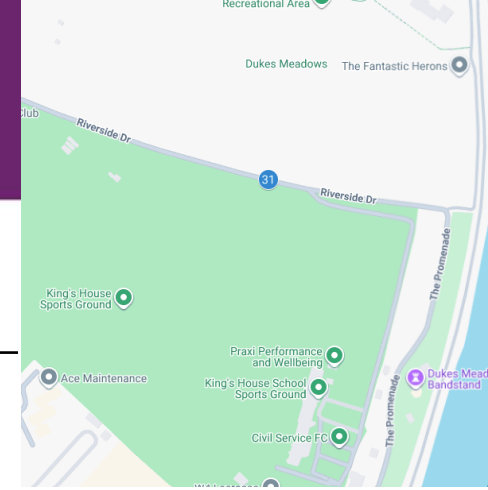 Recreational Area
Dukes Meadows
The Fantastic Herons
Club
Riverside Dr
31
Riverside Dr
The Promenade
King's House
Sports Ground
Praxi Performance
and Wellbeing
Ace Maintenance
King's House School
Sports Ground
Dukes Mead
Bandstand
The Promenade
Civil Service FC